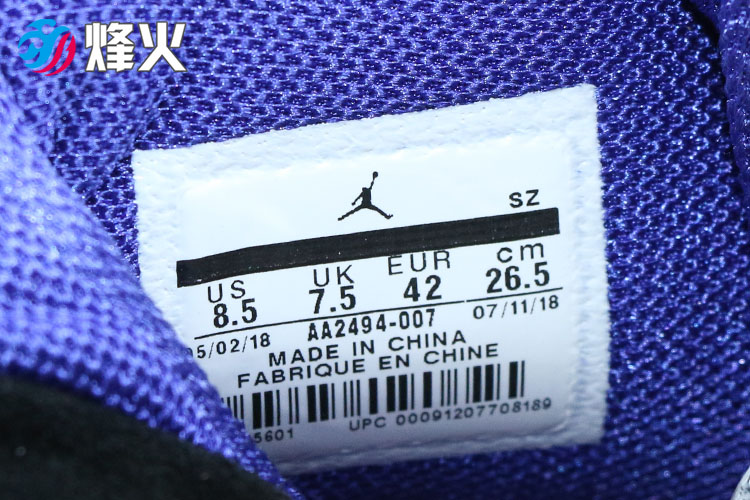 烽火
SZ
US UK EUR cm
8.5 7.5 42 26.5
05/02/18 AA2494-007 07/11/18
MADE IN CHINA
FABRIQUE EN CHINE
5601 UPC 00091207708189